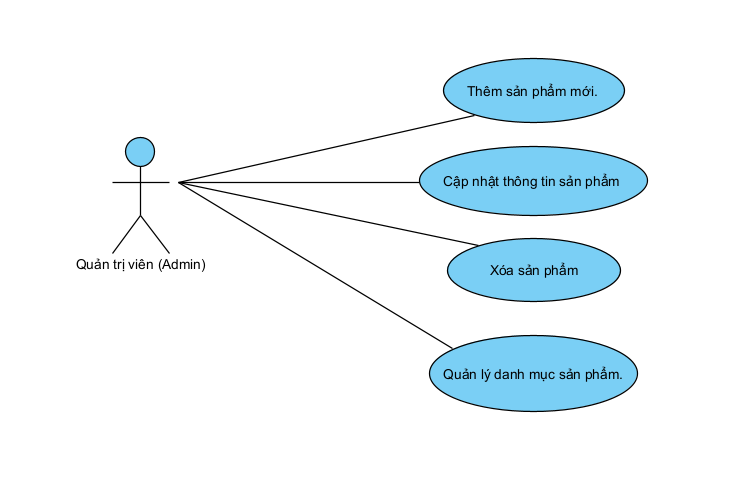 Thêm sản phẩm mới.
Cập nhật thông tin sản phẩm
Xóa sản phẩm
Quản trị viên (Admin)
Quản lý danh mục sản phẩm.